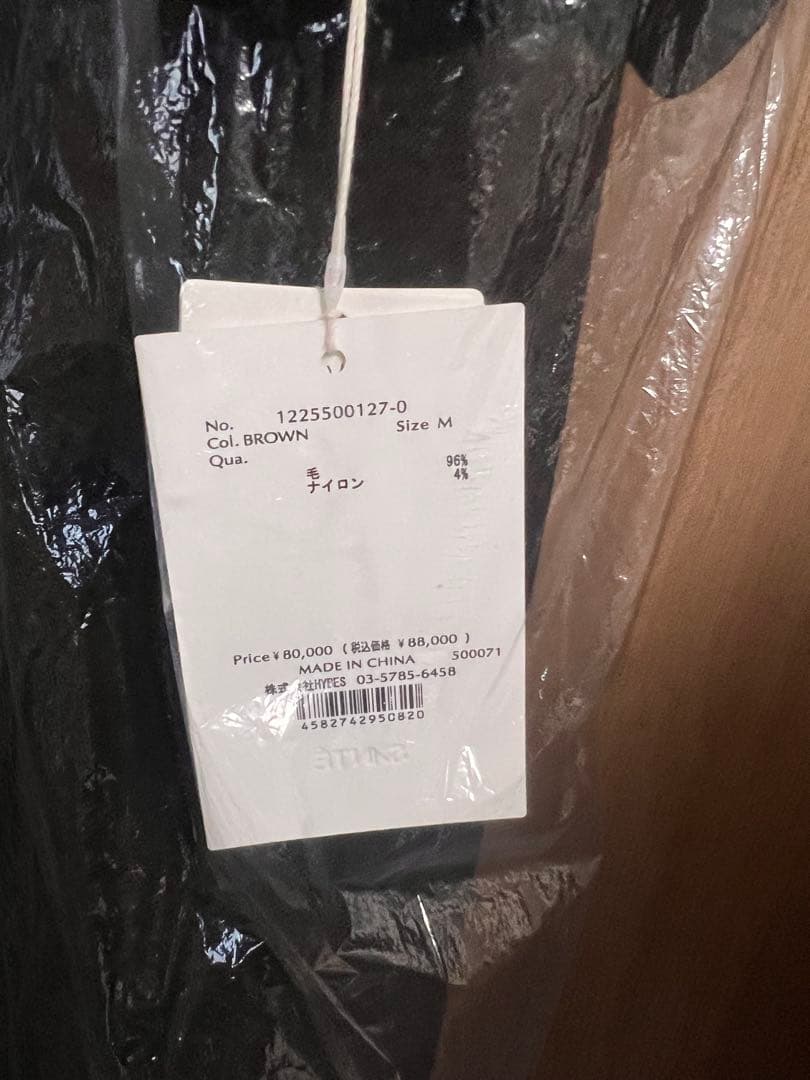 No. 1225500127-0
Col. BROWN Size M
Qua.
毛 96%
ナイロン 4%
Price ¥80,000 (税込価格 ¥88,000 )
MADE IN CHINA 500071
株式 社HYBES 03-5785-6458
4582742950820